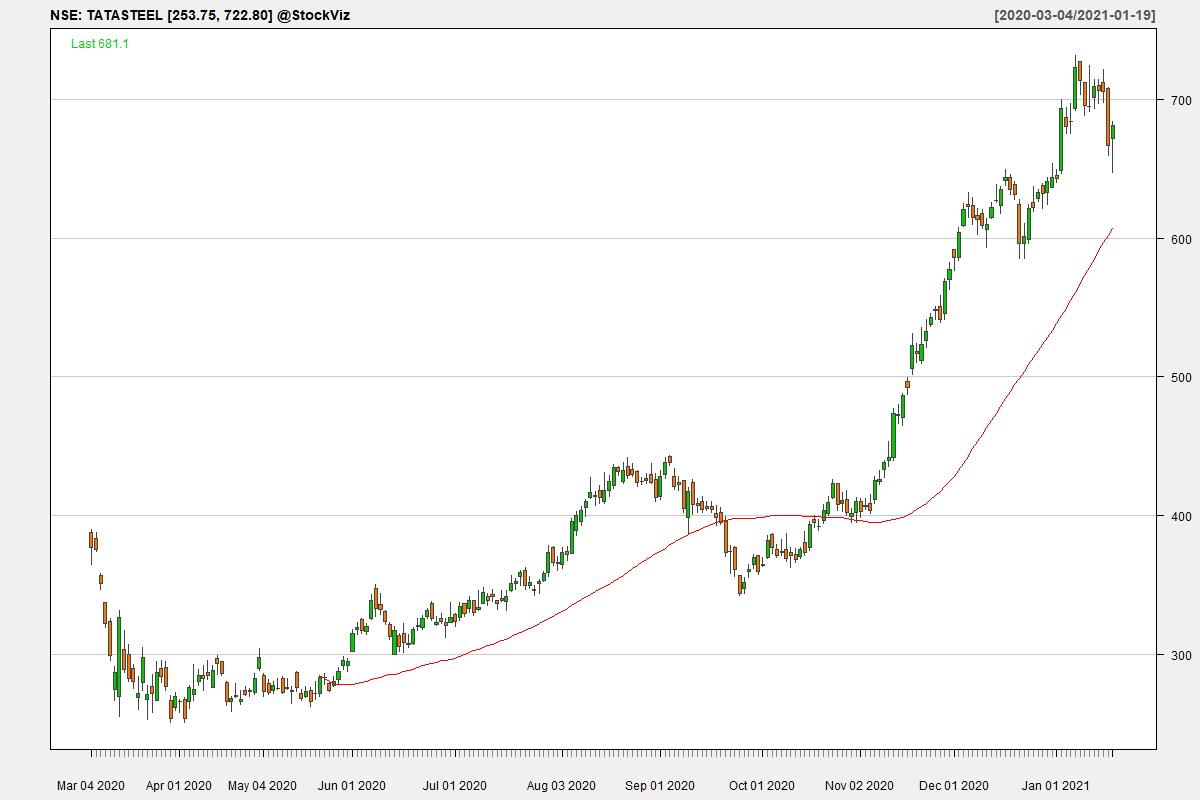 NSE: TATASTEEL [253.75, 722.80] @StockViz [2020-03-04/2021-01-19]
Last 681.1
700
600
500
400
300
Mar 04 2020 Apr 01 2020 May 04 2020 Jun 01 2020 Jul 01 2020 Aug 03 2020 Sep 01 2020 Oct 01 2020 Nov 02 2020 Dec 01 2020 Jan 01 2021